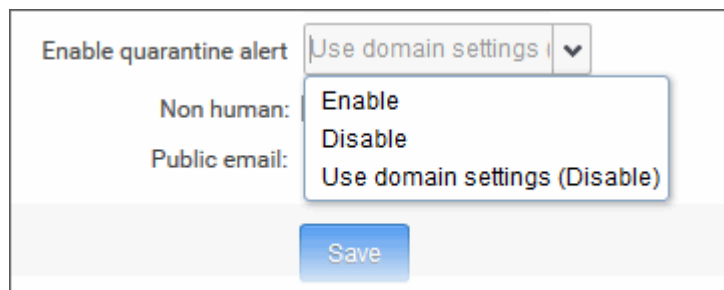 Enable quarantine alert Use domain settings (
Enable
Non human:
Disable
Public email:
Use domain settings (Disable)
Save